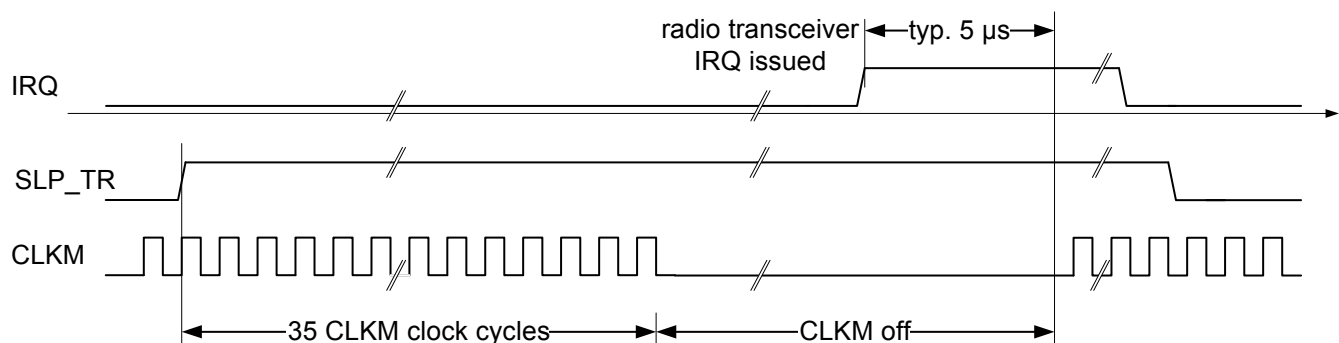 radio transceiver
IRQ issued
typ. 5 µs
IRQ
SLP_TR
CLKM
35 CLKM clock cycles
CLKM off